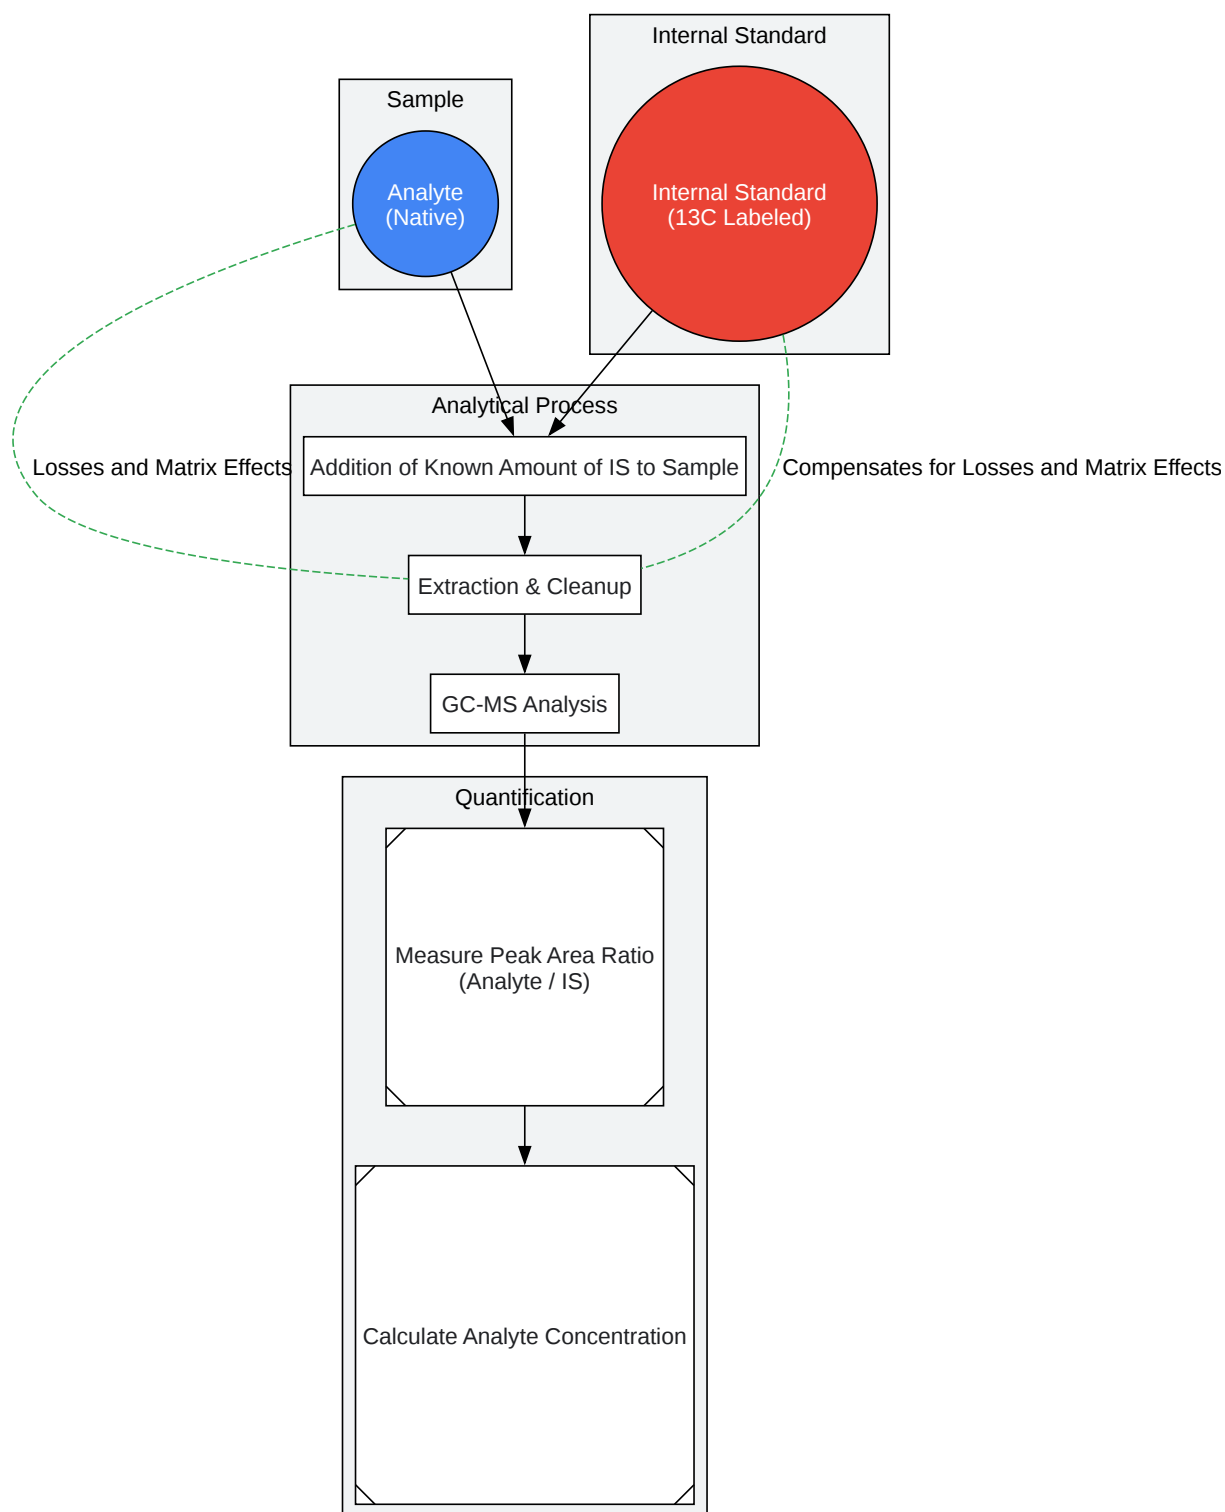 Internal Standard
Sample
Analyte
(Native)
Internal Standard
(13C Labeled)
Analytical Process
Losses and Matrix Effects
Addition of Known Amount of IS to Sample
Compensates for Losses and Matrix Effects
Extraction & Cleanup
GC-MS Analysis
Quantification
Measure Peak Area Ratio
(Analyte / IS)
Calculate Analyte Concentration